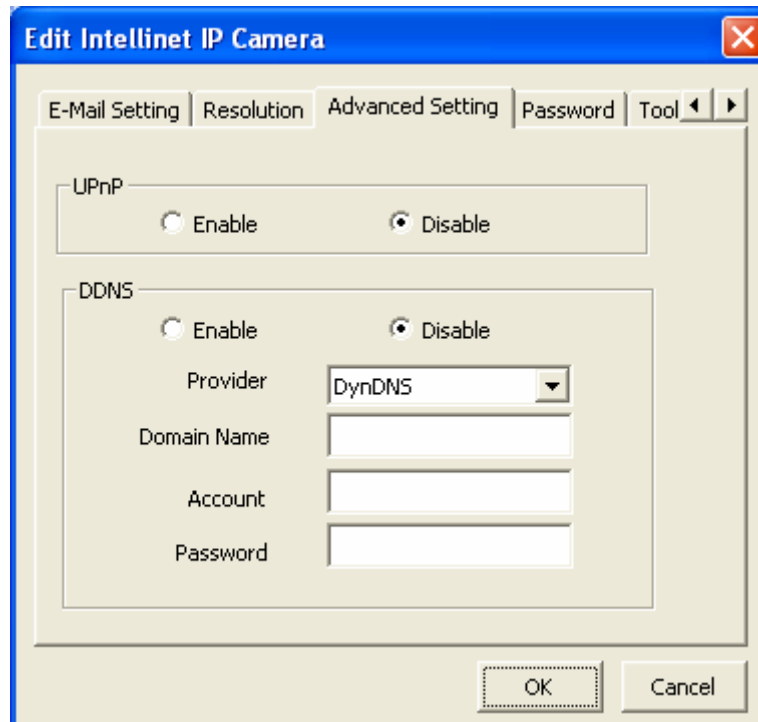 Edit Intellinet IP Camera
E-Mail Setting Resolution Advanced Setting Password Tool
UPnP
Enable Disable
DDNS
Enable Disable
Provider DynDNS
Domain Name
Account
Password
OK Cancel